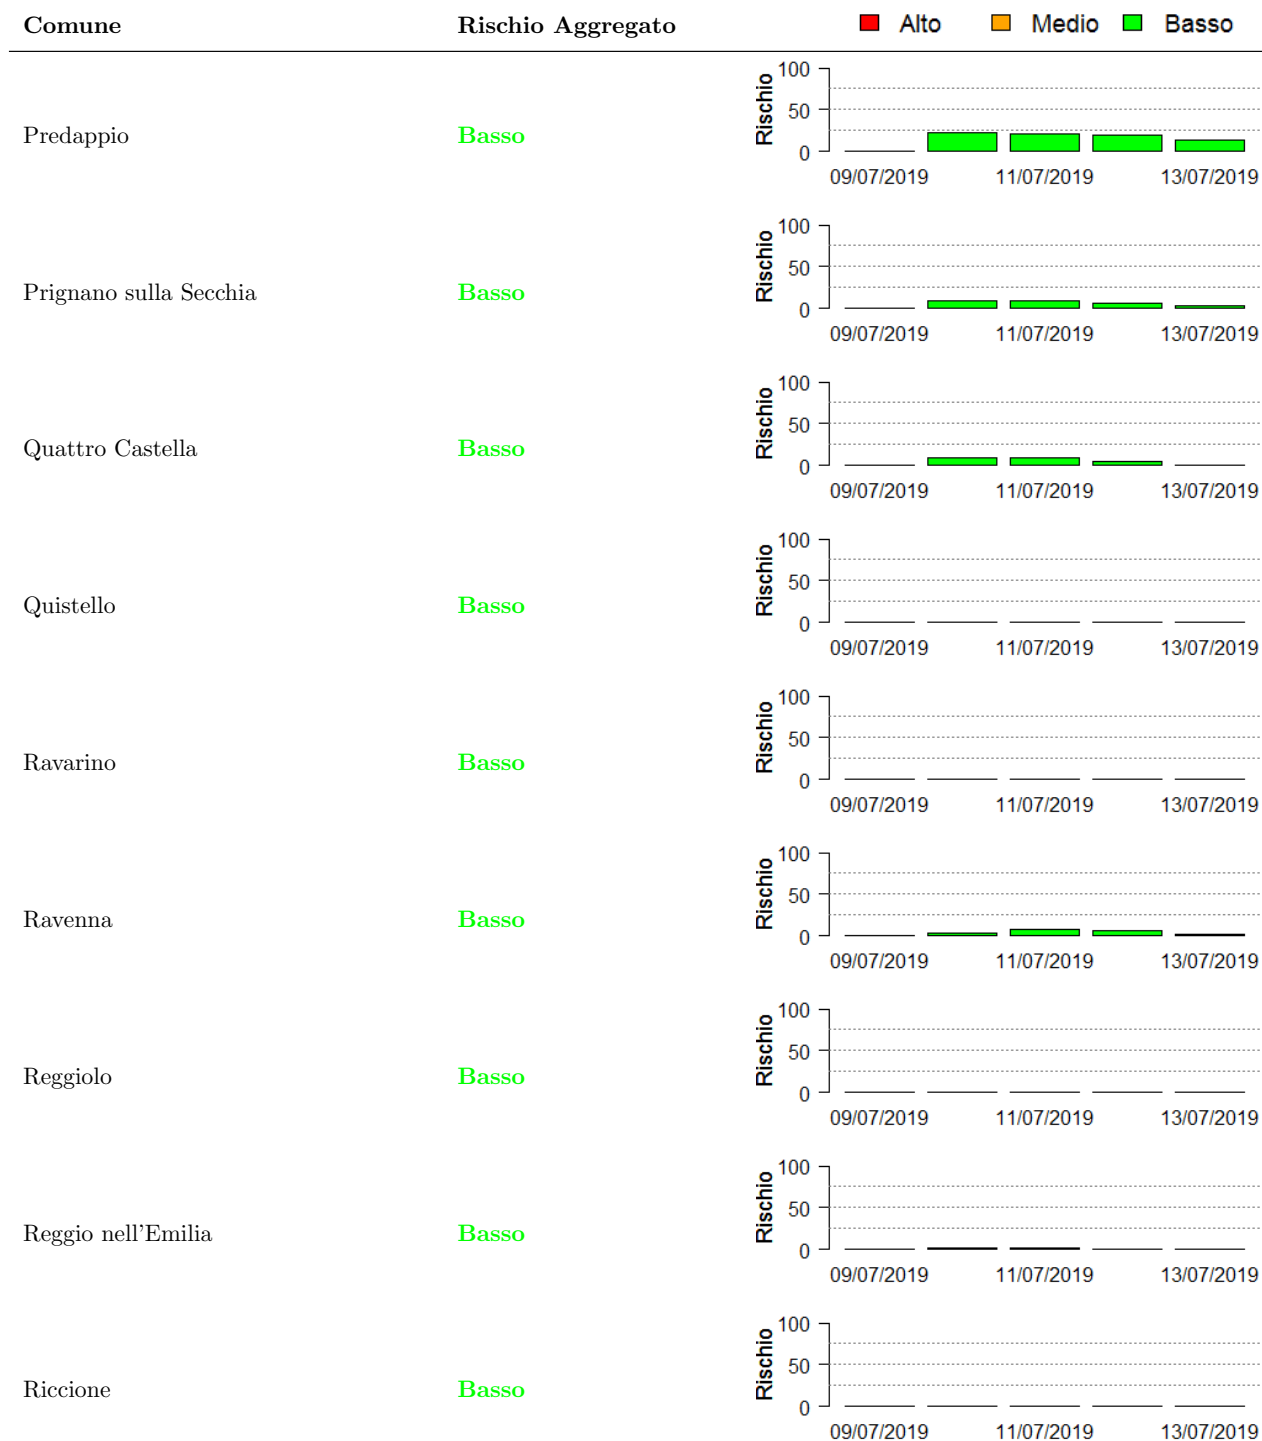 Comune Rischio Aggregato Alto Medio Basso
Predappio Basso
Rischio
100
50
0
09/07/2019 11/07/2019 13/07/2019
Prignano sulla Secchia Basso
Rischio
100
50
0
09/07/2019 11/07/2019 13/07/2019
Quattro Castella Basso
Rischio
100
50
0
09/07/2019 11/07/2019 13/07/2019
Quistello Basso
Rischio
100
50
0
09/07/2019 11/07/2019 13/07/2019
Ravarino Basso
Rischio
100
50
0
09/07/2019 11/07/2019 13/07/2019
Ravenna Basso
Rischio
100
50
0
09/07/2019 11/07/2019 13/07/2019
Reggiolo Basso
Rischio
100
50
0
09/07/2019 11/07/2019 13/07/2019
Reggio nell'Emilia Basso
Rischio
100
50
0
09/07/2019 11/07/2019 13/07/2019
Riccione Basso
Rischio
100
50
0
09/07/2019 11/07/2019 13/07/2019